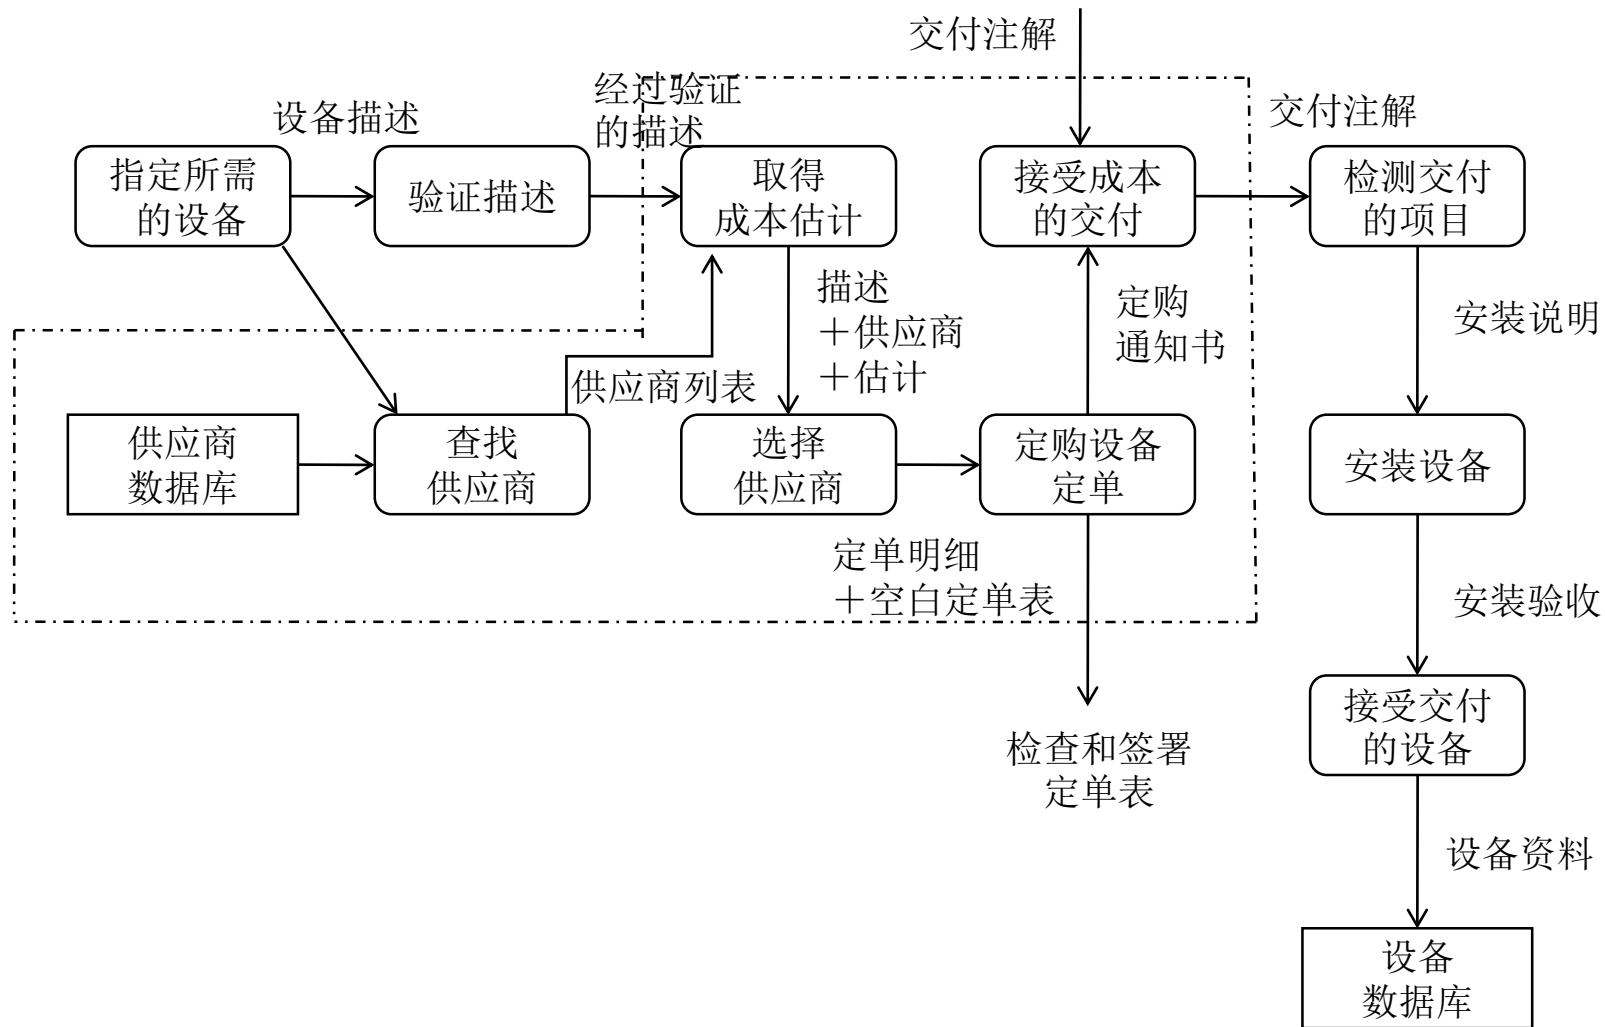 交付注解
设备描述
经过验证
的描述
交付注解
指定所需
的设备
验证描述
取得
成本估计
接受成本
的交付
检测交付
的项目
描述
＋供应商
＋估计
定购
通知书
安装说明
供应商列表
供应商
数据库
查找
供应商
选择
供应商
定购设备
定单
安装设备
定单明细
＋空白定单表
安装验收
检查和签署
定单表
接受交付
的设备
设备资料
设备
数据库